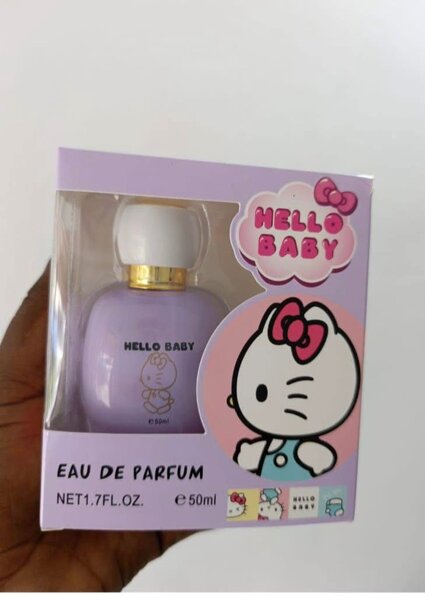 HELLO
BABY
HELLO BABY
℮50ml
EAU DE PARFUM
NET1.7FL.OZ. ℮50ml
HELLO
BABY